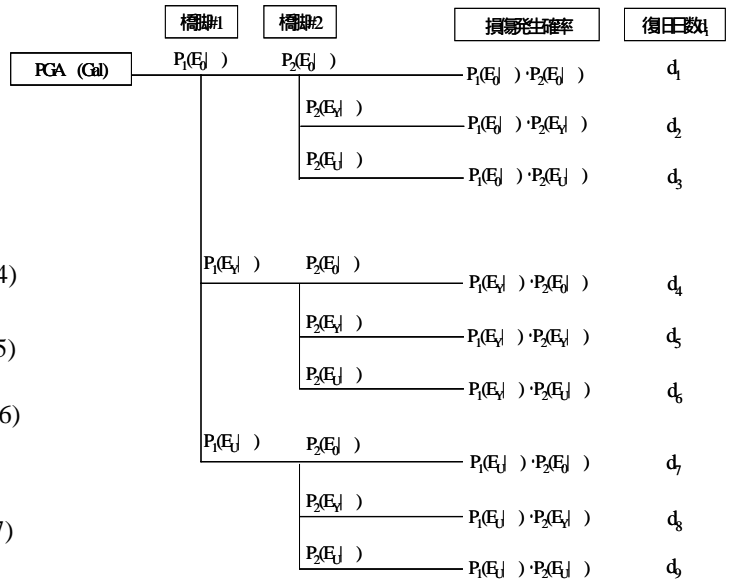 橋脚#1 橋脚#2 損傷発生確率 復旧日数di
PGA (Gal) P1(E0| ) P2(E0| ) P1(E0| )·P2(E0| ) d1
P2(EY| ) P1(E0| )·P2(EY| ) d2
P2(EU| ) P1(E0| )·P2(EU| ) d3
4) P1(EY| ) P2(E0| ) P1(EY| )·P2(E0| ) d4
5) P2(EY| ) P1(EY| )·P2(EY| ) d5
6) P2(EU| ) P1(EY| )·P2(EU| ) d6
P1(EU| ) P2(E0| ) P1(EU| )·P2(E0| ) d7
7) P2(EY| ) P1(EU| )·P2(EY| ) d8
P2(EU| ) P1(EU| )·P2(EU| ) d9